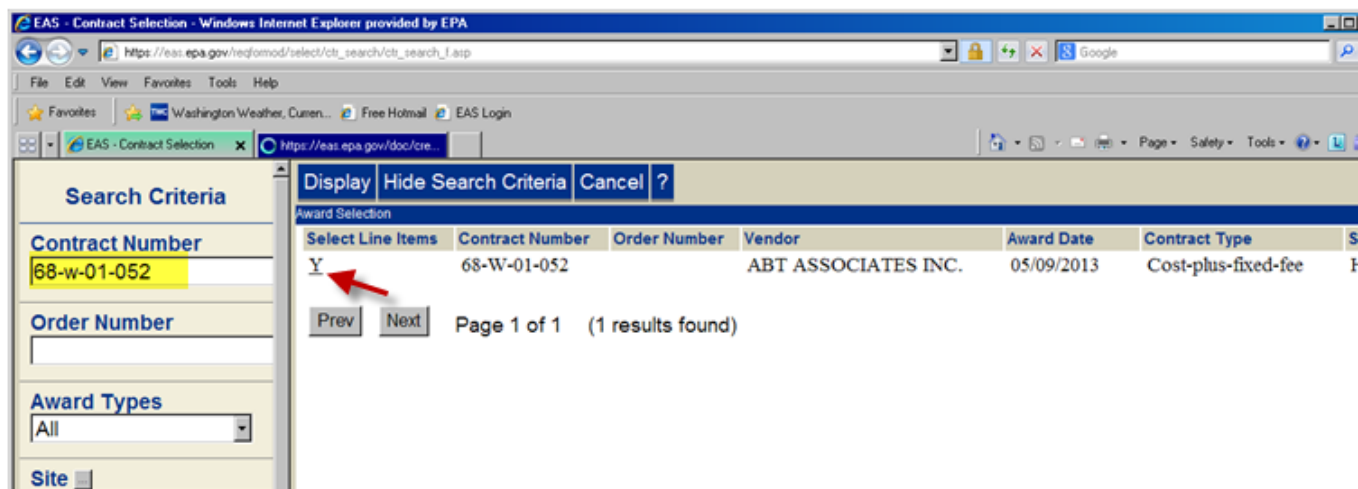 EAS - Contract Selection - Windows Internet Explorer provided by EPA
https://eas.epa.gov/reqformod/select/ctr_search/ctr_search_f.asp
Google
File Edit View Favorites Tools Help
Favorites Washington Weather, Curren... Free Hotmail EAS Login
EAS - Contract Selection x https://eas.epa.gov/doc/cre... Page Safety Tools
Search Criteria
Contract Number
68-w-01-052
Order Number
Award Types
All
Site ...
Display Hide Search Criteria Cancel ?
Award Selection
Select Line Items Contract Number Order Number Vendor Award Date Contract Type S
Y 68-W-01-052 ABT ASSOCIATES INC. 05/09/2013 Cost-plus-fixed-fee
Prev Next Page 1 of 1 (1 results found)